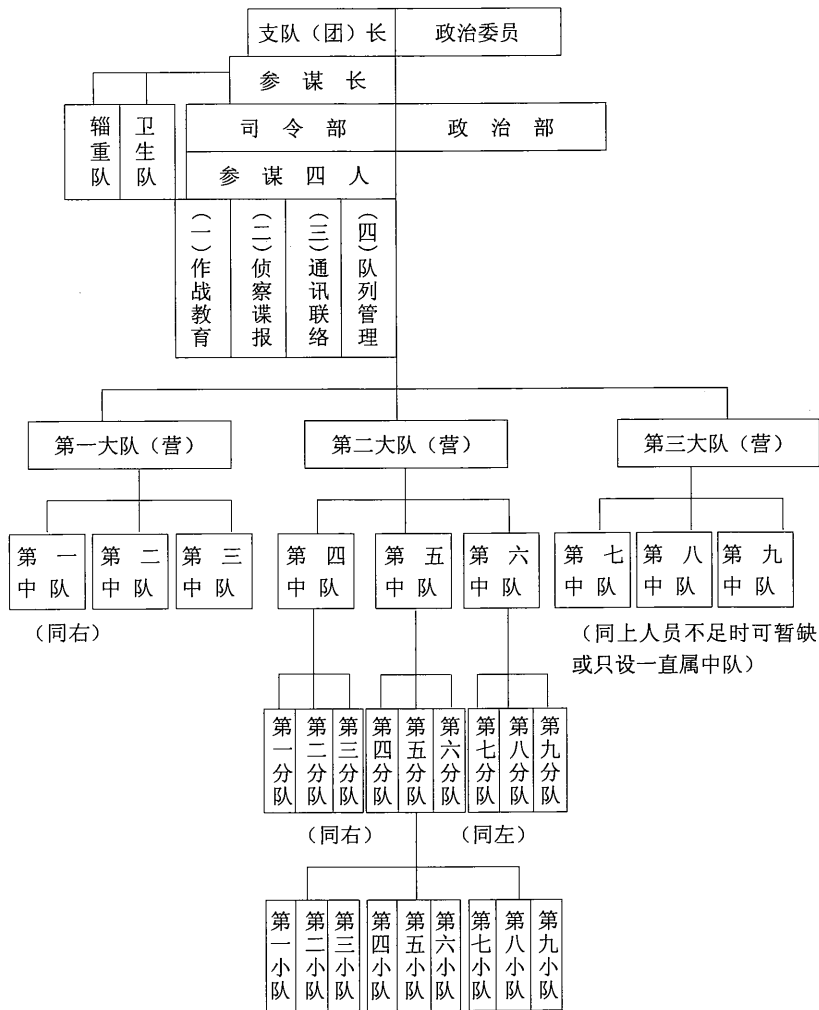 支队（团）长 政治委员
参谋长
辎重队 卫生队 司令部 政治部
参谋四人
（一）作战教育 （二）侦察谍报 （三）通讯联络 （四）队列管理
第一大队（营） 第二大队（营） 第三大队（营）
第一中队 第二中队 第三中队 第四中队 第五中队 第六中队 第七中队 第八中队 第九中队
（同右） （同上人员不足时可暂缺
或只设一直属中队）
第一分队 第二分队 第三分队 第四分队 第五分队 第六分队 第七分队 第八分队 第九分队
（同右） （同左）
第一小队 第二小队 第三小队 第四小队 第五小队 第六小队 第七小队 第八小队 第九小队